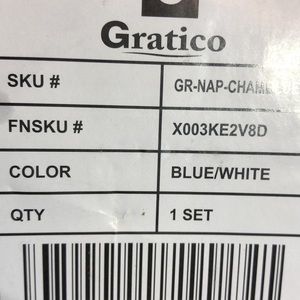 Gratico
SKU # GR-NAP-CHAM
FNSKU # X003KE2V8D
COLOR BLUE/WHITE
QTY 1 SET